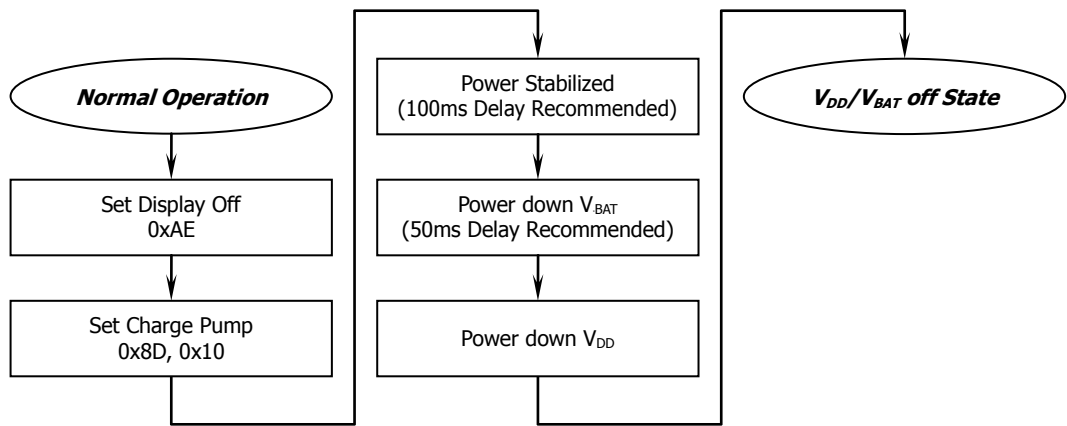 Normal Operation
Set Display Off
0xAE
Set Charge Pump
0x8D, 0x10
Power Stabilized
(100ms Delay Recommended)
Power down VBAT
(50ms Delay Recommended)
Power down VDD
VDD/VBAT off State